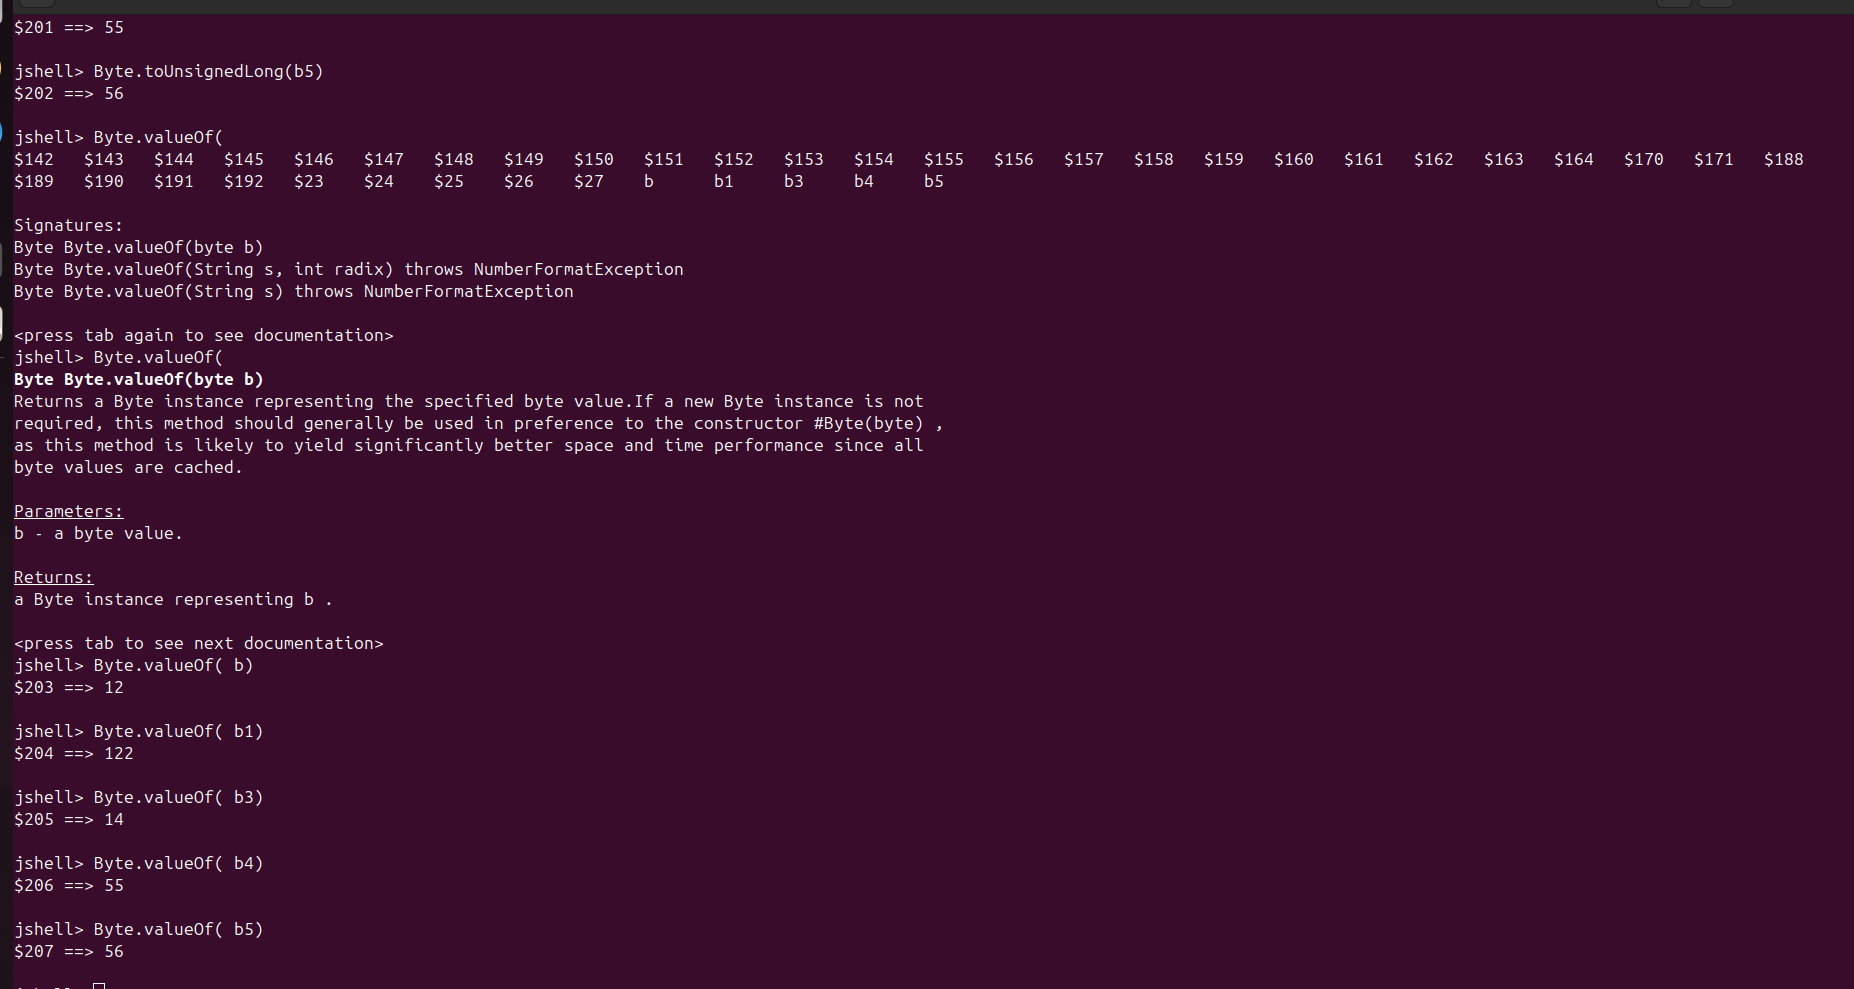 $201 ==> 55
jshell> Byte.toUnsignedLong(b5)
$202 ==> 56
jshell> Byte.valueOf(
$142   $143   $144   $145   $146   $147   $148   $149   $150   $151   $152   $153   $154   $155   $156   $157   $158   $159   $160   $161   $162   $163   $164   $170   $171   $188
$189   $190   $191   $192   $23    $24    $25    $26    $27    b      b1     b3     b4     b5
Signatures:
Byte Byte.valueOf(byte b)
Byte Byte.valueOf(String s, int radix) throws NumberFormatException
Byte Byte.valueOf(String s) throws NumberFormatException
<press tab again to see documentation>
jshell> Byte.valueOf(
Byte Byte.valueOf(byte b)
Returns a Byte instance representing the specified byte value.If a new Byte instance is not
required, this method should generally be used in preference to the constructor #Byte(byte) ,
as this method is likely to yield significantly better space and time performance since all
byte values are cached.
Parameters:
b - a byte value.
Returns:
a Byte instance representing b .
<press tab to see next documentation>
jshell> Byte.valueOf( b)
$203 ==> 12
jshell> Byte.valueOf( b1)
$204 ==> 122
jshell> Byte.valueOf( b3)
$205 ==> 14
jshell> Byte.valueOf( b4)
$206 ==> 55
jshell> Byte.valueOf( b5)
$207 ==> 56